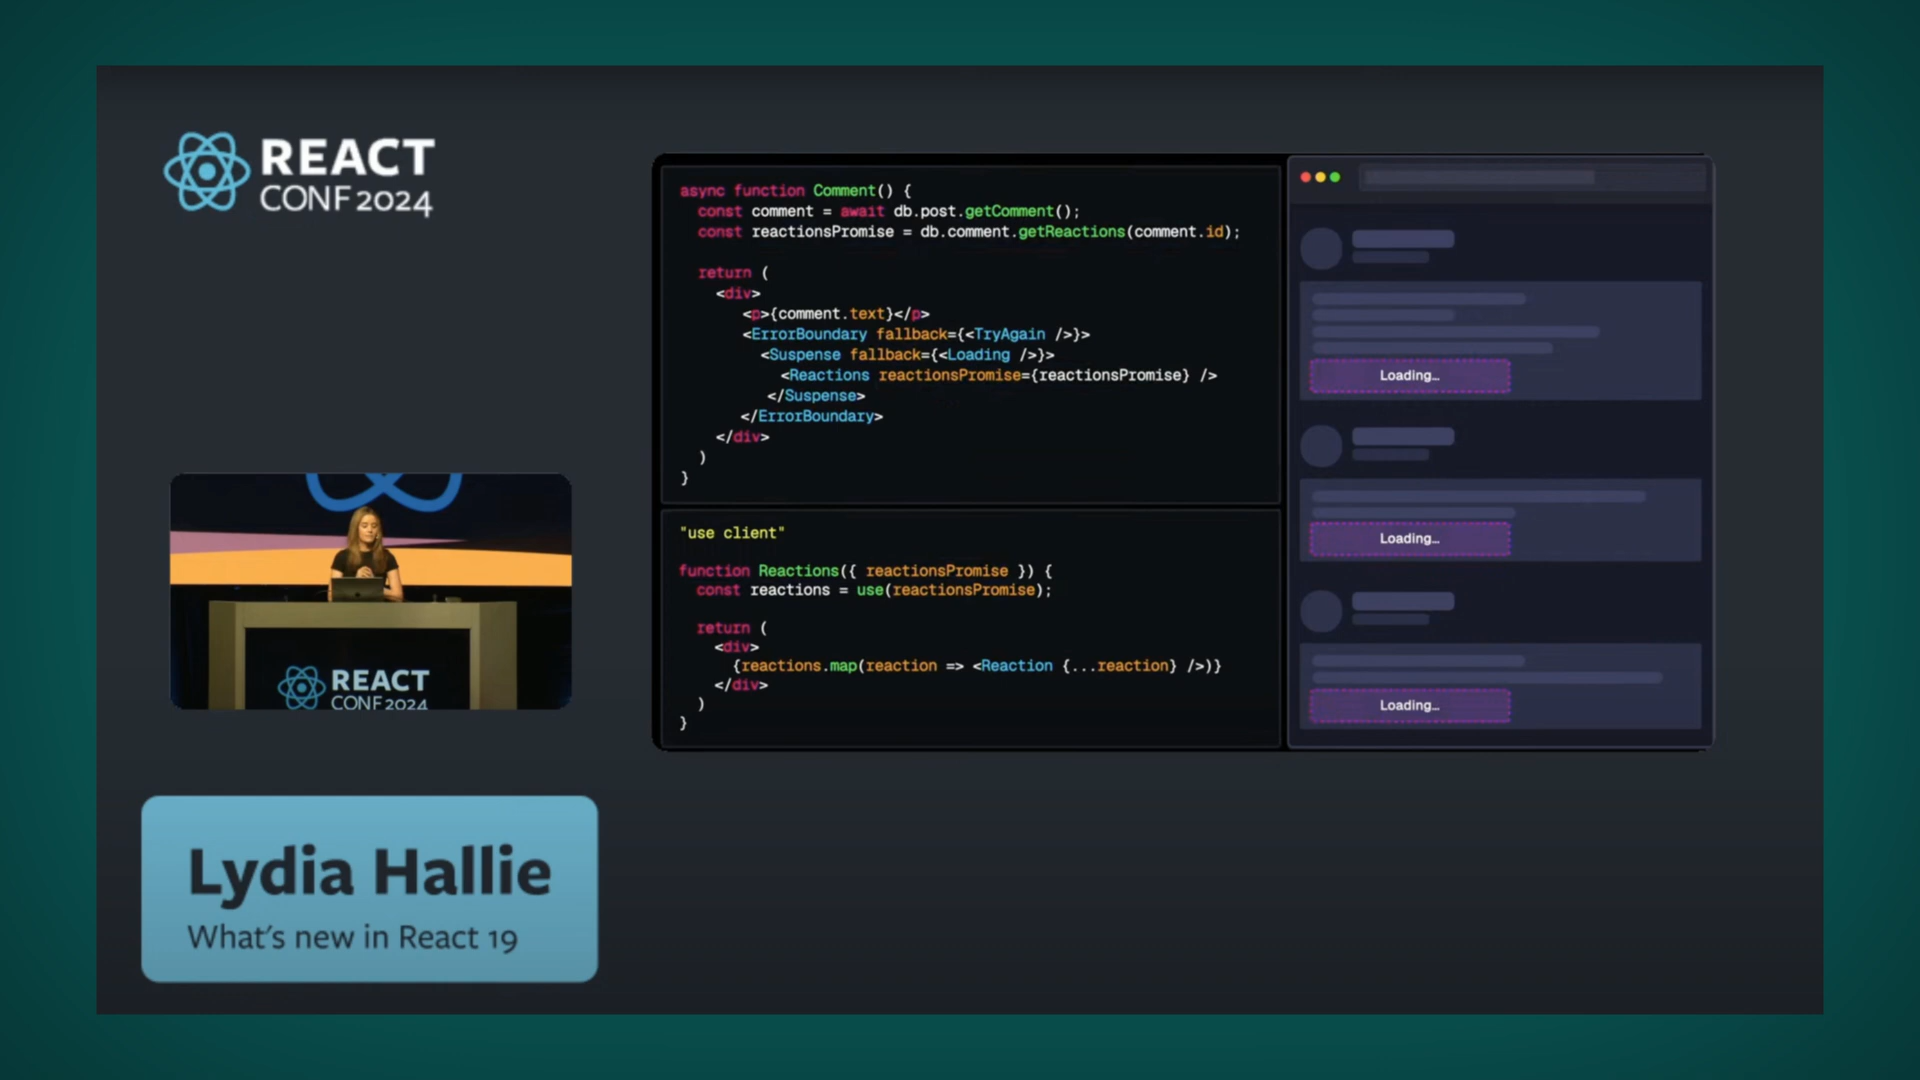 REACT
CONF 2024
async function Comment() {
const comment = await db.post.getComment();
const reactionsPromise = db.comment.getReactions(comment.id);
return (
<div>
<p>{comment.text}</p>
<ErrorBoundary fallback={<TryAgain />}>
<Suspense fallback={<Loading />}>
<Reactions reactionsPromise={reactionsPromise} />
</Suspense>
</ErrorBoundary>
</div>
)
}
"use client"
function Reactions({ reactionsPromise }) {
const reactions = use(reactionsPromise);
return (
<div>
{reactions.map(reaction => <Reaction {...reaction} />)}
</div>
)
}
Loading...
Loading...
Loading...
REACT
CONF 2024
Lydia Hallie
What's new in React 19